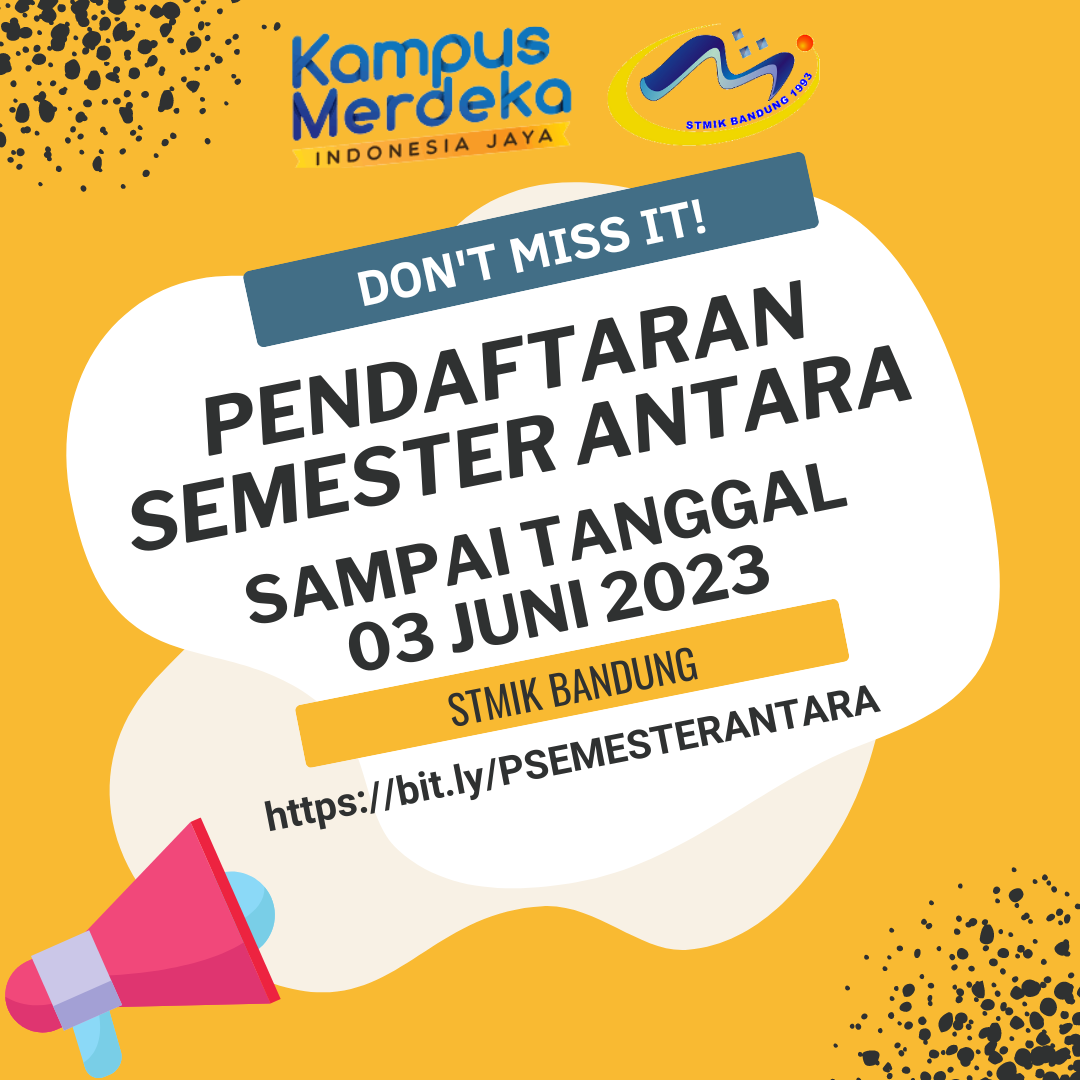 Kampus
Merdeka
INDONESIA JAYA
STMIK BANDUNG 1993
DON'T MISS IT!
PENDAFTARAN
SEMESTER ANTARA
SAMPAI TANGGAL
03 JUNI 2023
STMIK BANDUNG
https://bit.ly/PSEMESTERANTARA